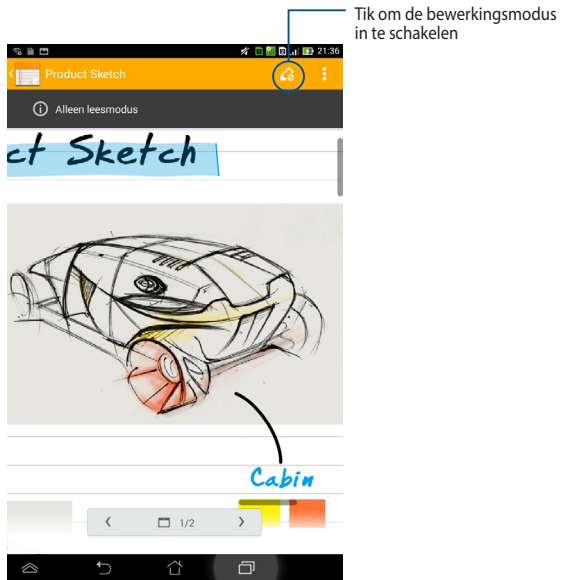 Tik om de bewerkingsmodus
in te schakelen
21:36
Product Sketch
Alleen leesmodus
ct Sketch
Cabin
1/2